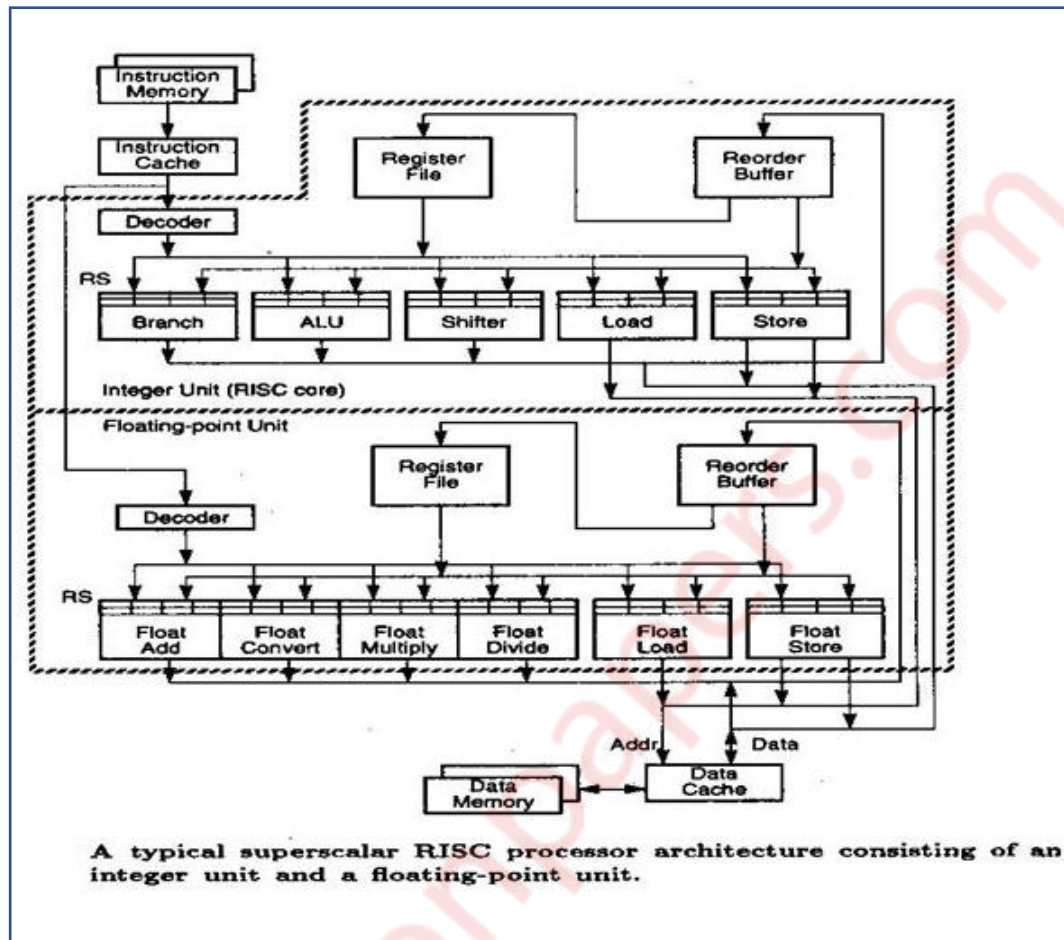 Instruction
Memory
Instruction
Cache
Register
File
Reorder
Buffer
Decoder
RS
Branch
ALU
Shifter
Load
Store
Integer Unit (RISC core)
Floating-point Unit
Register
File
Reorder
Buffer
Decoder
RS
Float
Add
Float
Convert
Float
Multiply
Float
Divide
Float
Load
Float
Store
Addr
Data
Data
Memory
Data
Cache
A typical superscalar RISC processor architecture consisting of an
integer unit and a floating-point unit.
npapers.com